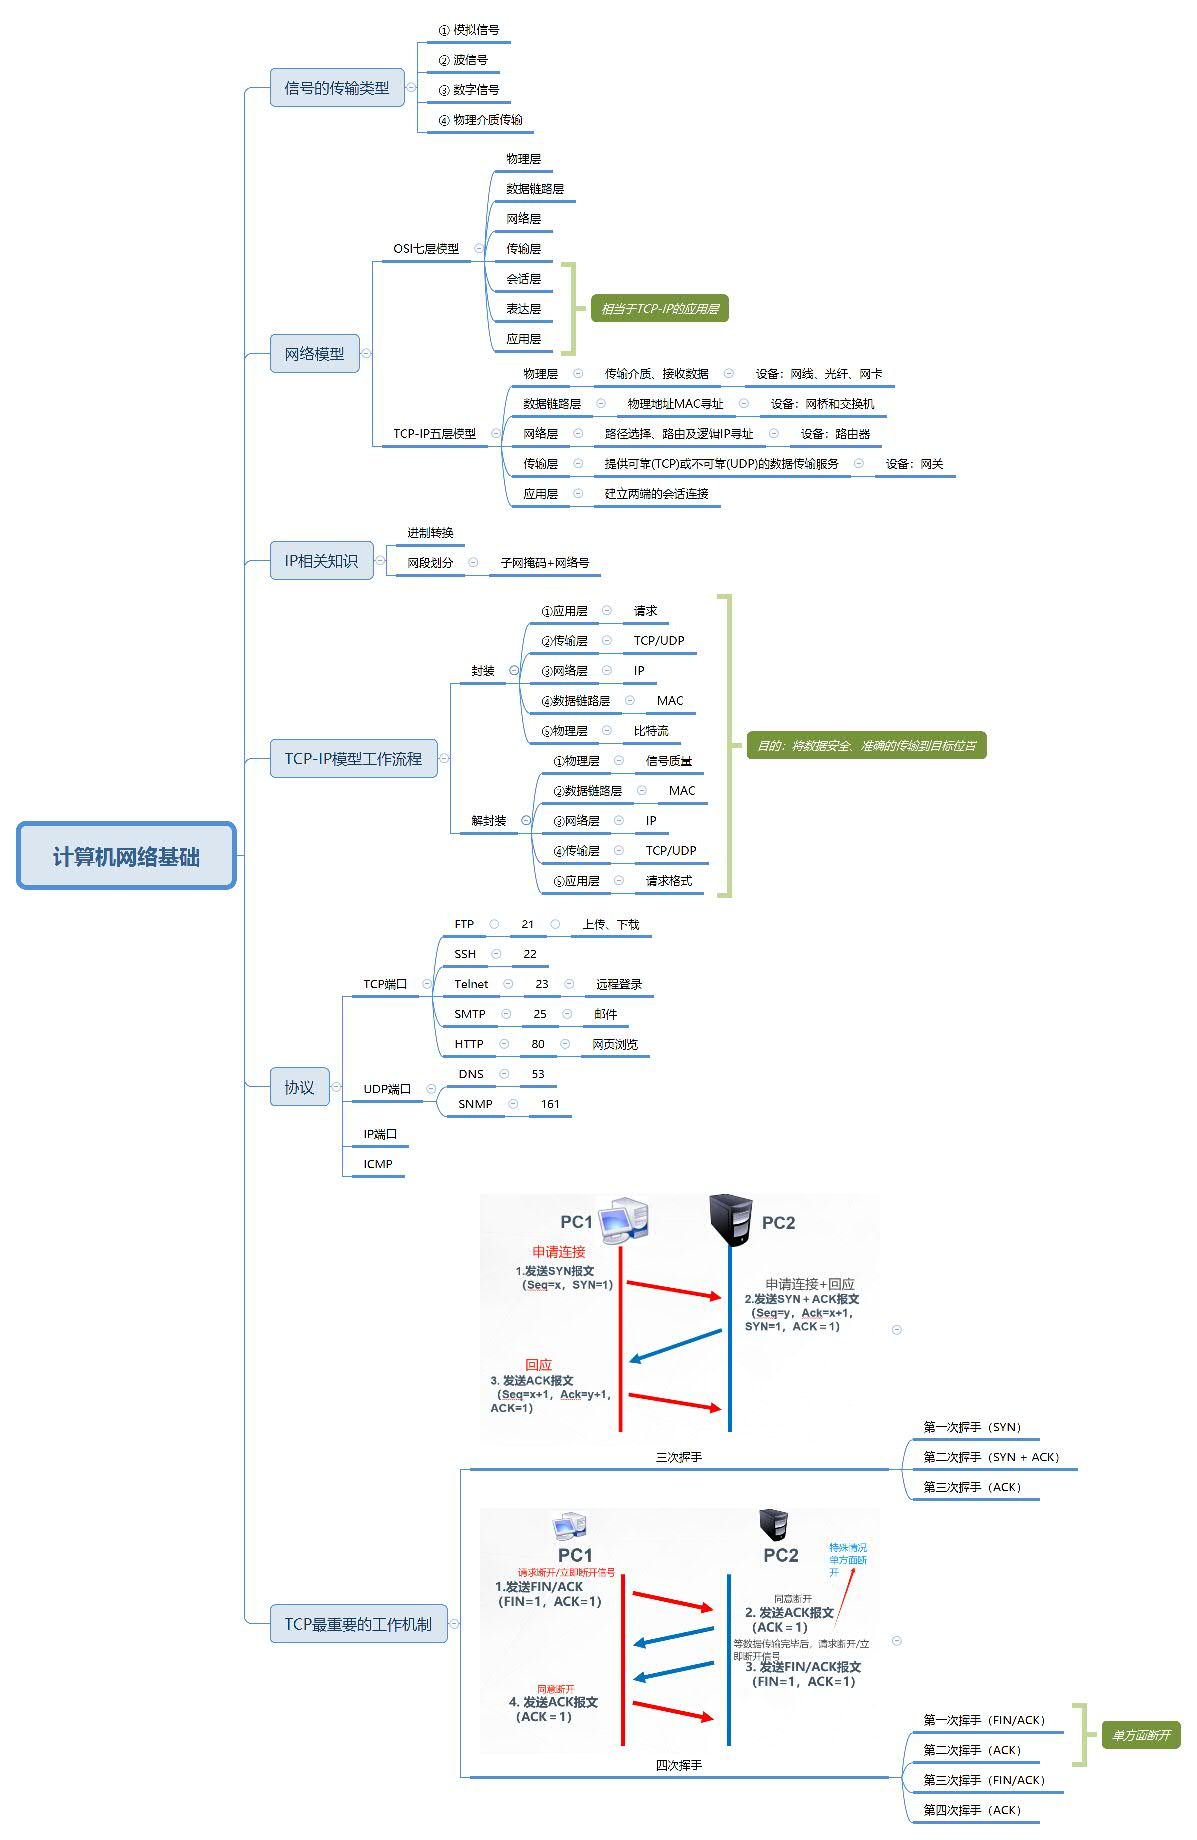 计算机网络基础
信号的传输类型
① 模拟信号
② 波信号
③ 数字信号
④ 物理介质传输
网络模型
OSI七层模型
物理层
数据链路层
网络层
传输层
会话层
表达层
应用层
相当于TCP-IP的应用层
TCP-IP五层模型
物理层 传输介质、接收数据 设备：网线、光纤、网卡
数据链路层 物理地址MAC寻址 设备：网桥和交换机
网络层 路径选择、路由及逻辑IP寻址 设备：路由器
传输层 提供可靠(TCP)或不可靠(UDP)的数据传输服务 设备：网关
应用层 建立两端的会话连接
IP相关知识
进制转换
网段划分 子网掩码+网络号
TCP-IP模型工作流程
封装
①应用层 请求
②传输层 TCP/UDP
③网络层 IP
④数据链路层 MAC
⑤物理层 比特流
解封装
①物理层 信号质量
②数据链路层 MAC
③网络层 IP
④传输层 TCP/UDP
⑤应用层 请求格式
目的：将数据安全、准确的传输到目标位置
协议
TCP端口
FTP 21 上传、下载
SSH 22
Telnet 23 远程登录
SMTP 25 邮件
HTTP 80 网页浏览
UDP端口
DNS 53
SNMP 161
IP端口
ICMP
TCP最重要的工作机制
PC1 PC2
申请连接
1.发送SYN报文
（Seq=x，SYN=1）
申请连接+回应
2.发送SYN + ACK报文
（Seq=y，Ack=x+1，
SYN=1，ACK = 1）
回应
3. 发送ACK报文
（Seq=x+1，Ack=y+1，
ACK=1）
三次握手
第一次握手（SYN）
第二次握手（SYN + ACK）
第三次握手（ACK）
PC1 PC2
特殊情况
单方面断
开
请求断开/立即断开信号
1.发送FIN/ACK
（FIN=1，ACK=1）
同意断开
2. 发送ACK报文
（ACK = 1）
等数据传输完毕后，请求断开/立
即断开信号
3. 发送FIN/ACK报文
（FIN=1，ACK=1）
同意断开
4. 发送ACK报文
（ACK = 1）
四次挥手
第一次挥手（FIN/ACK）
第二次挥手（ACK）
第三次挥手（FIN/ACK）
第四次挥手（ACK）
单方面断开